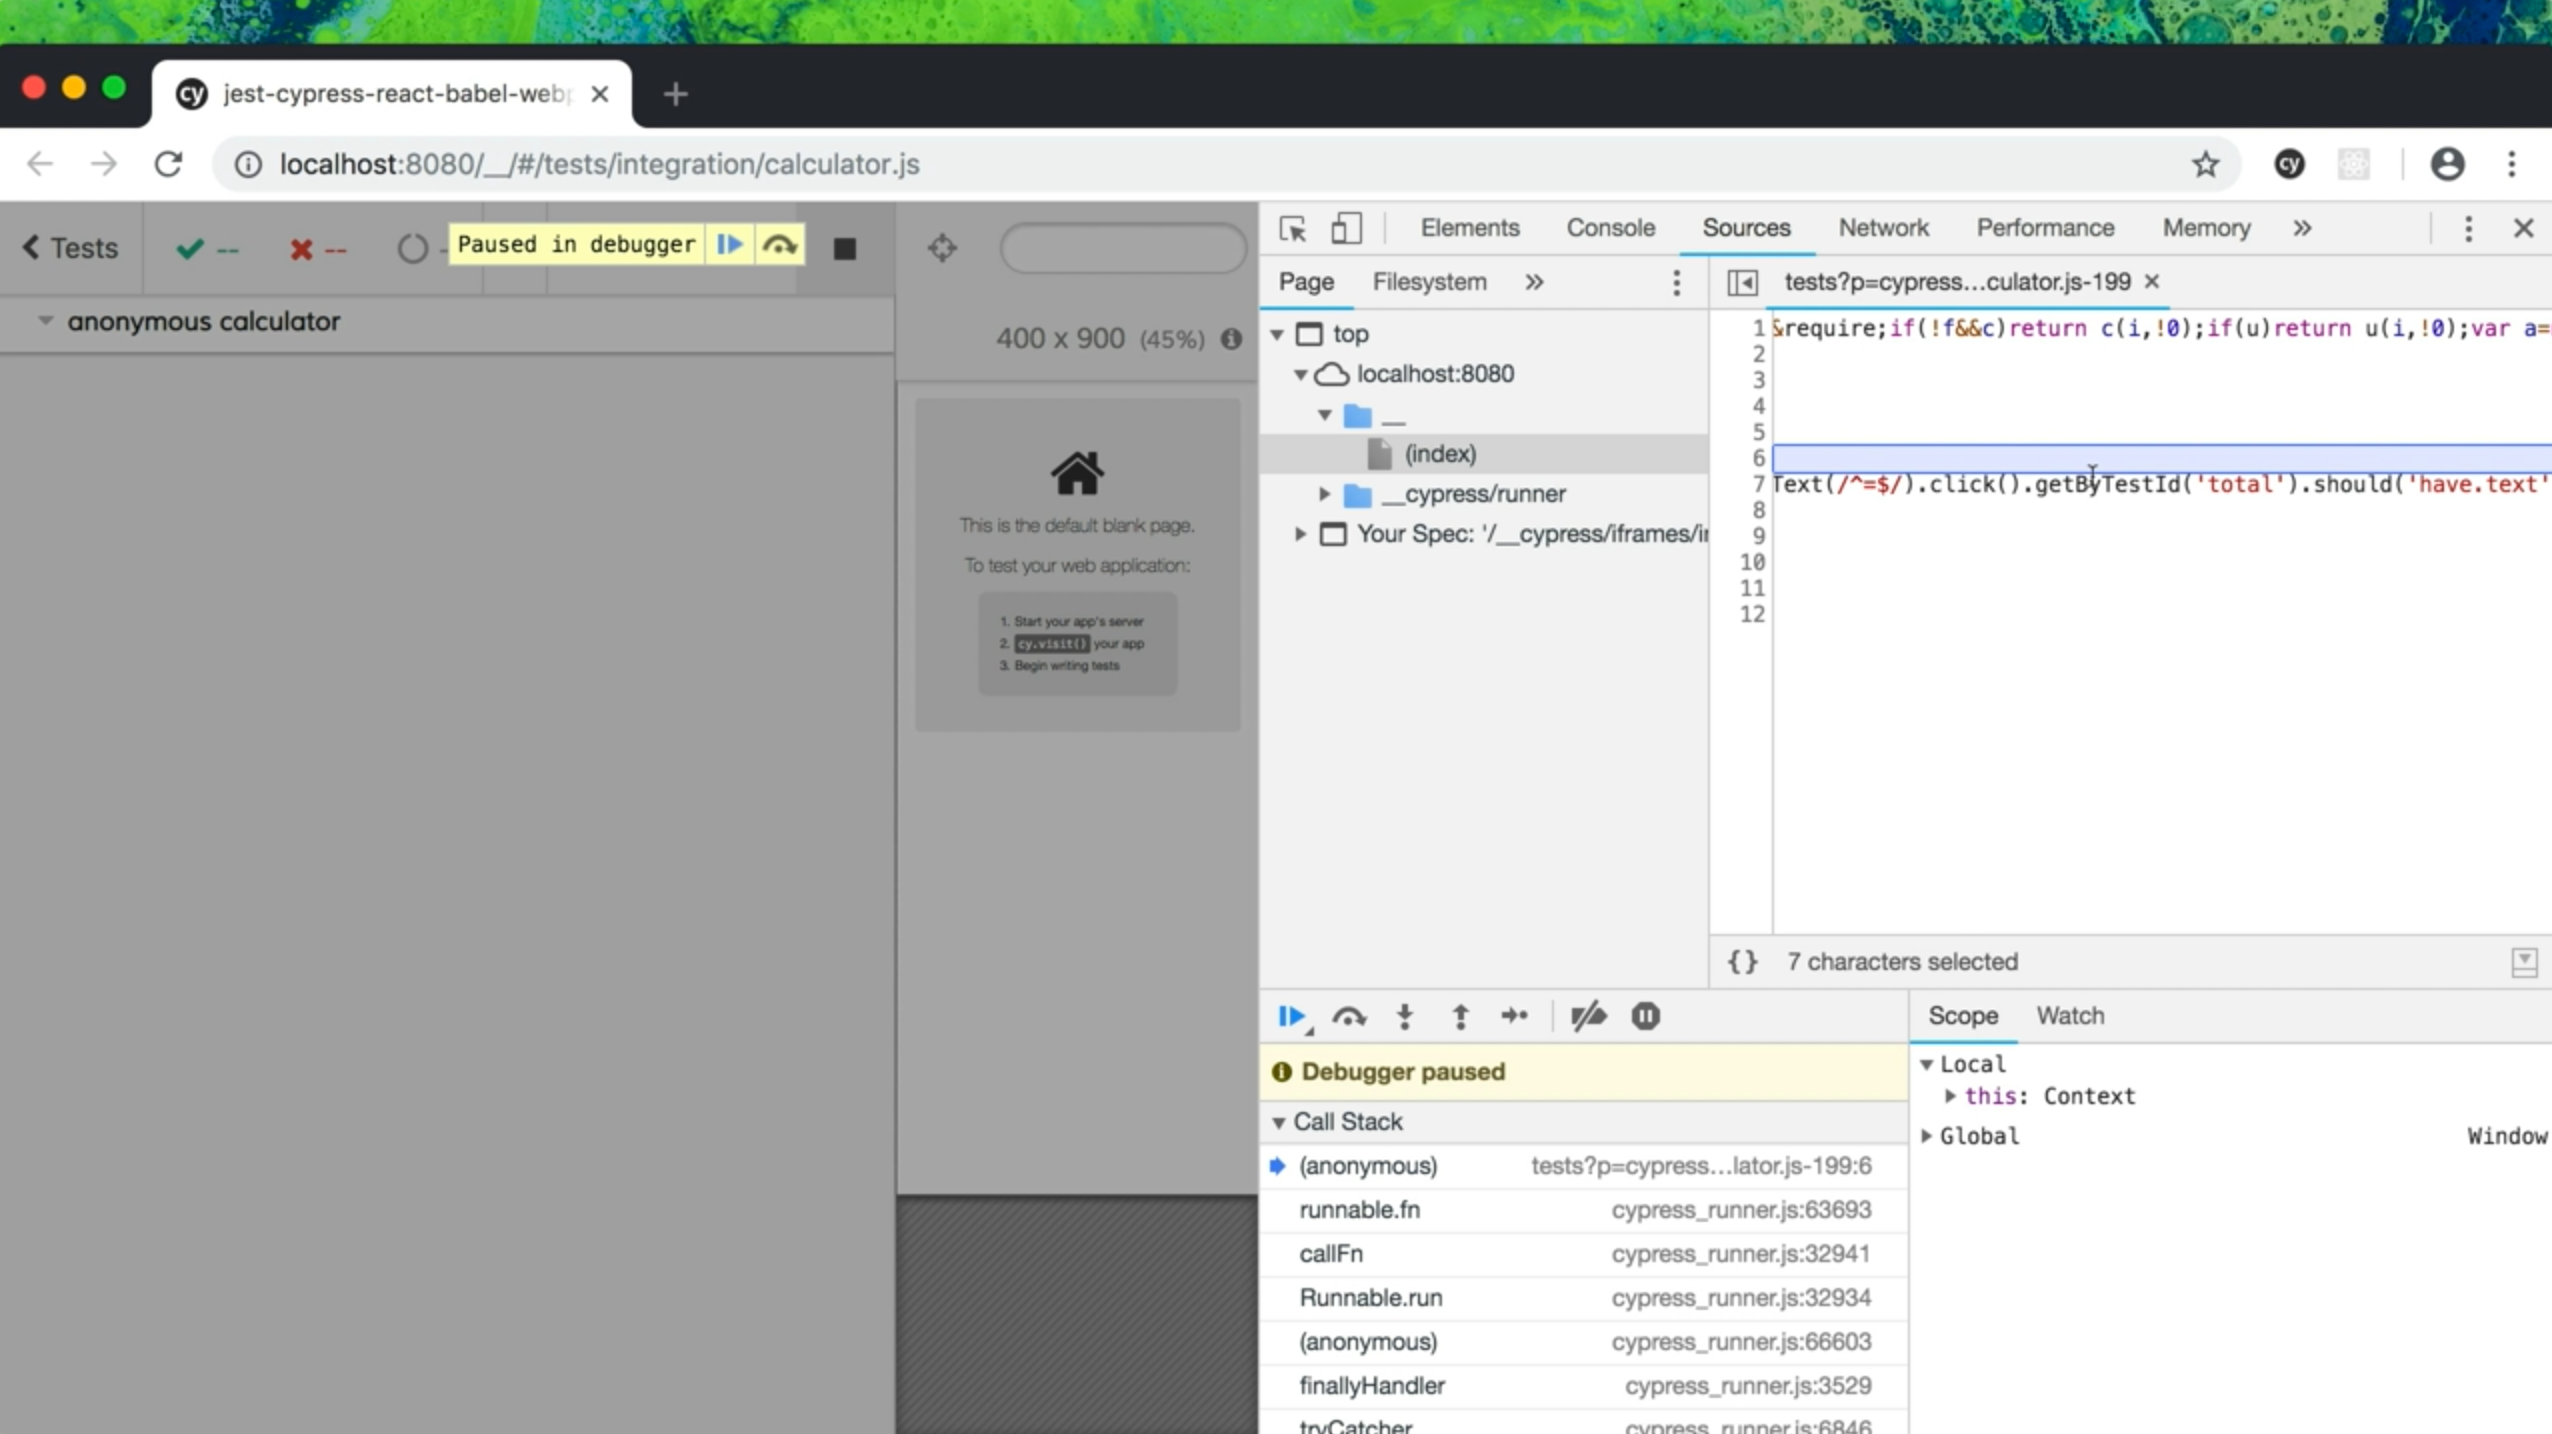 cy jest-cypress-react-babel-webp
localhost:8080/__/#/tests/integration/calculator.js
cy
Tests -- -- - Paused in debugger
anonymous calculator
400 x 900 (45%)
This is the default blank page.
To test your web application:
1. Start your app's server
2. cy.visit() your app
3. Begin writing tests
Elements Console Sources Network Performance Memory »
Page Filesystem »
top
localhost:8080
__
(index)
__cypress/runner
Your Spec: '/__cypress/iframes/i
tests?p=cypress...culator.js-199
1 &require;if(!f&&c)return c(i,!0);if(u)return u(i,!0);var a=
2
3
4
5
6
7 Text(/^=$/).click().getByTestId('total').should('have.text'
8
9
10
11
12
{} 7 characters selected
Debugger paused
Call Stack
(anonymous) tests?p=cypress...lator.js-199:6
runnable.fn cypress_runner.js:63693
callFn cypress_runner.js:32941
Runnable.run cypress_runner.js:32934
(anonymous) cypress_runner.js:66603
finallyHandler cypress_runner.js:3529
tryCatcher cypress_runner.js:6846
Scope Watch
Local
this: Context
Global Window